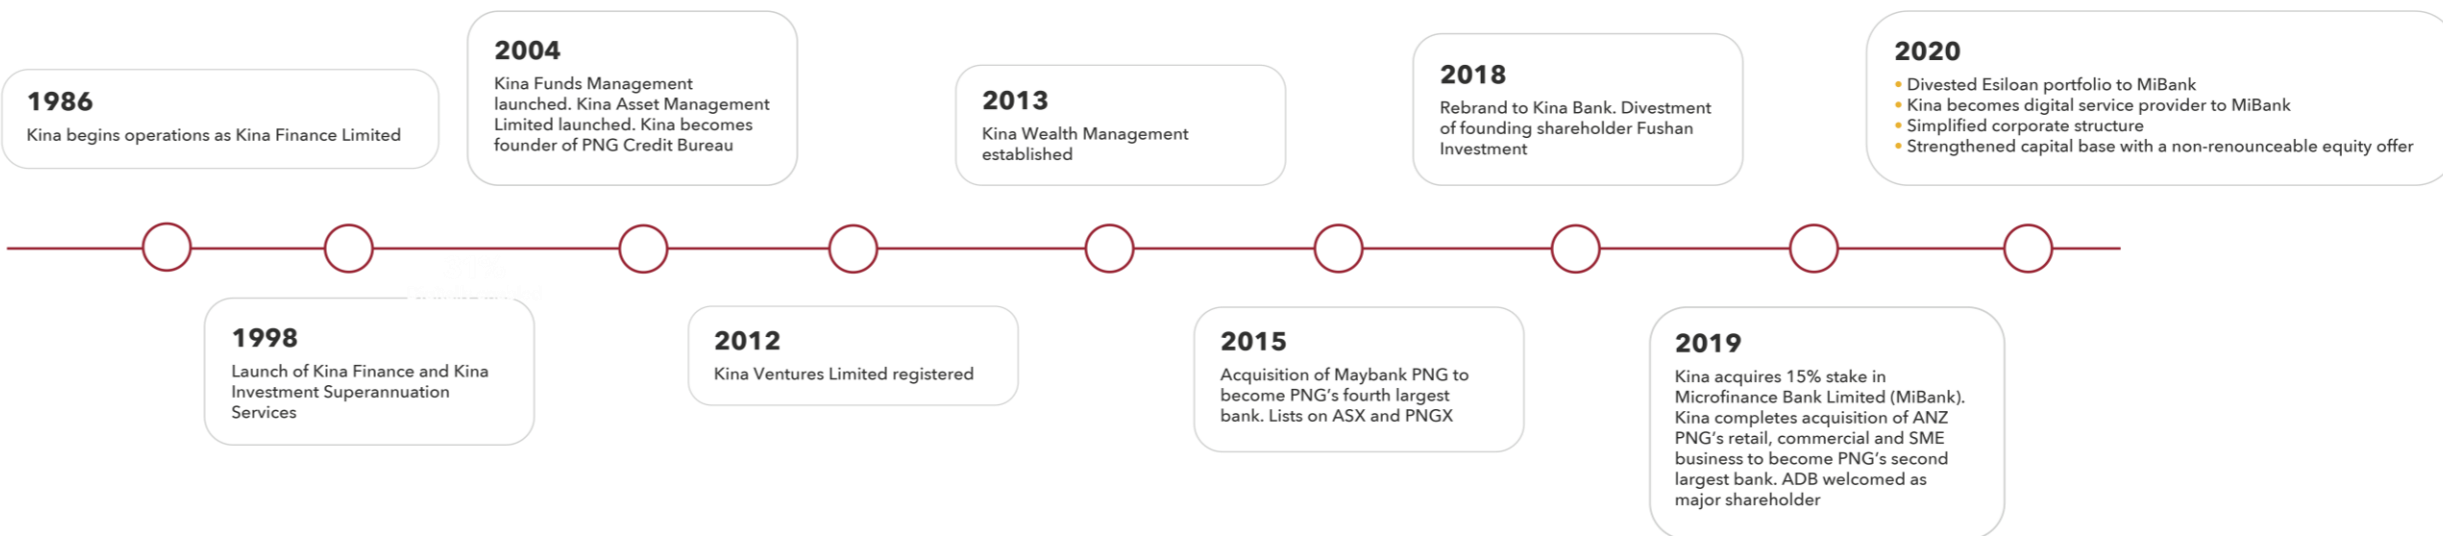 1986
Kina begins operations as Kina Finance Limited
1998
Launch of Kina Finance and Kina
Investment Superannuation
Services
2004
Kina Funds Management
launched. Kina Asset Management
Limited launched. Kina becomes
founder of PNG Credit Bureau
2012
Kina Ventures Limited registered
2013
Kina Wealth Management
established
2015
Acquisition of Maybank PNG to
become PNG’s fourth largest
bank. Lists on ASX and PNGX
2018
Rebrand to Kina Bank. Divestment
of founding shareholder Fushan
Investment
2019
Kina acquires 15% stake in
Microfinance Bank Limited (MiBank).
Kina completes acquisition of ANZ
PNG’s retail, commercial and SME
business to become PNG’s second
largest bank. ADB welcomed as
major shareholder
2020
• Divested Esiloan portfolio to MiBank
• Kina becomes digital service provider to MiBank
• Simplified corporate structure
• Strengthened capital base with a non-renounceable equity offer